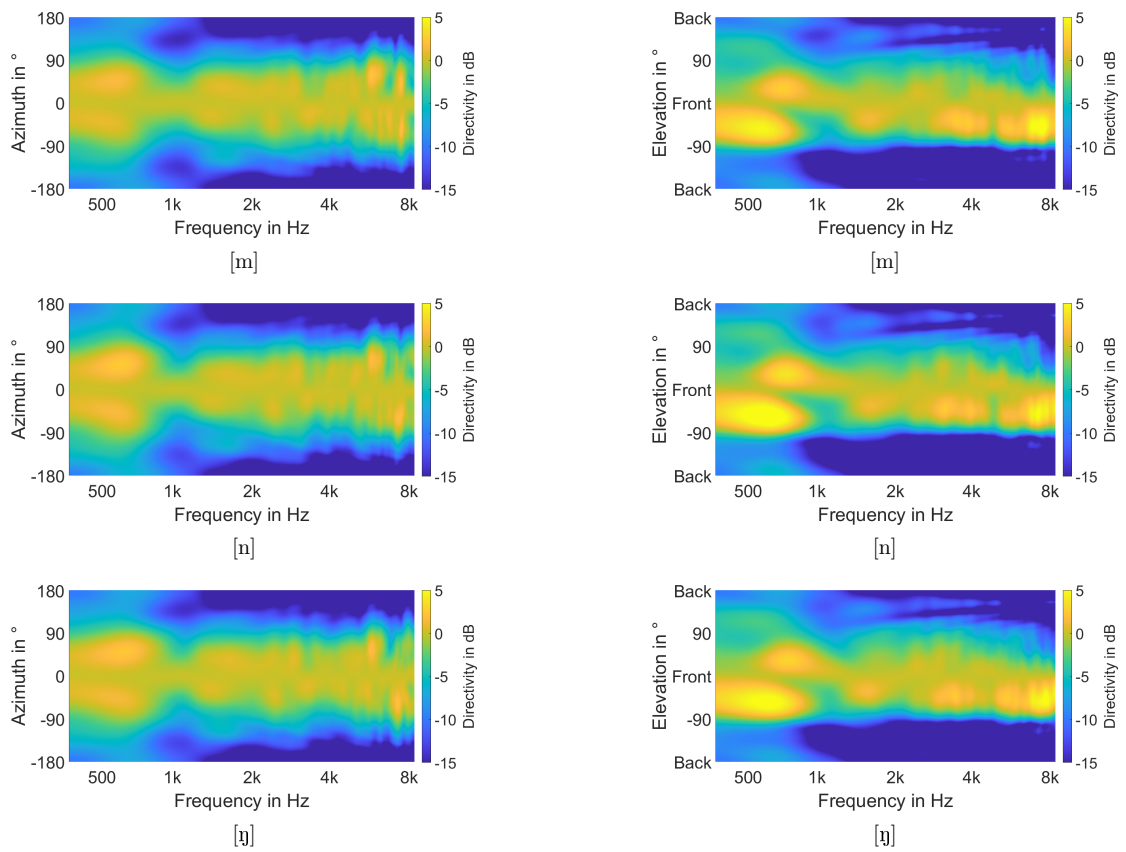 180
90
0
-90
-180
Azimuth in °
500 1k 2k 4k 8k
Frequency in Hz
5
0
-5
-10
-15
Directivity in dB
[m]
Back
90
Front
-90
Back
Elevation in °
500 1k 2k 4k 8k
Frequency in Hz
5
0
-5
-10
-15
Directivity in dB
[m]
180
90
0
-90
-180
Azimuth in °
500 1k 2k 4k 8k
Frequency in Hz
5
0
-5
-10
-15
Directivity in dB
[n]
Back
90
Front
-90
Back
Elevation in °
500 1k 2k 4k 8k
Frequency in Hz
5
0
-5
-10
-15
Directivity in dB
[n]
180
90
0
-90
-180
Azimuth in °
500 1k 2k 4k 8k
Frequency in Hz
5
0
-5
-10
-15
Directivity in dB
[ŋ]
Back
90
Front
-90
Back
Elevation in °
500 1k 2k 4k 8k
Frequency in Hz
5
0
-5
-10
-15
Directivity in dB
[ŋ]